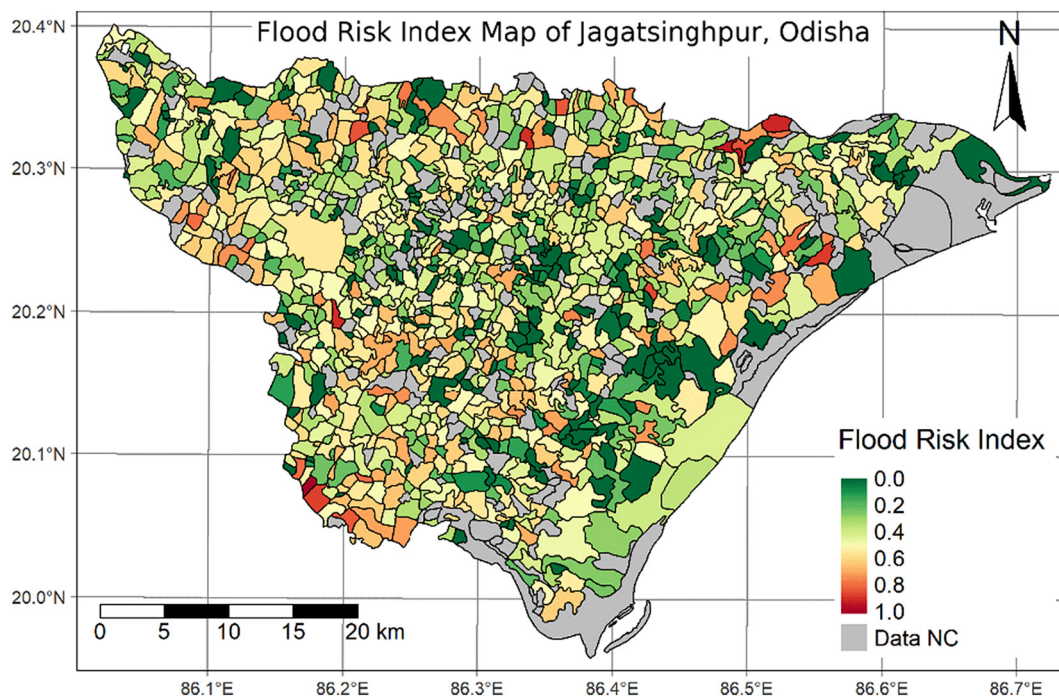 Flood Risk Index Map of Jagatsinghpur, Odisha
N
20.4°N
20.3°N
20.2°N
20.1°N
20.0°N
Flood Risk Index
0.0
0.2
0.4
0.6
0.8
1.0
Data NC
0 5 10 15 20 km
86.1°E 86.2°E 86.3°E 86.4°E 86.5°E 86.6°E 86.7°E